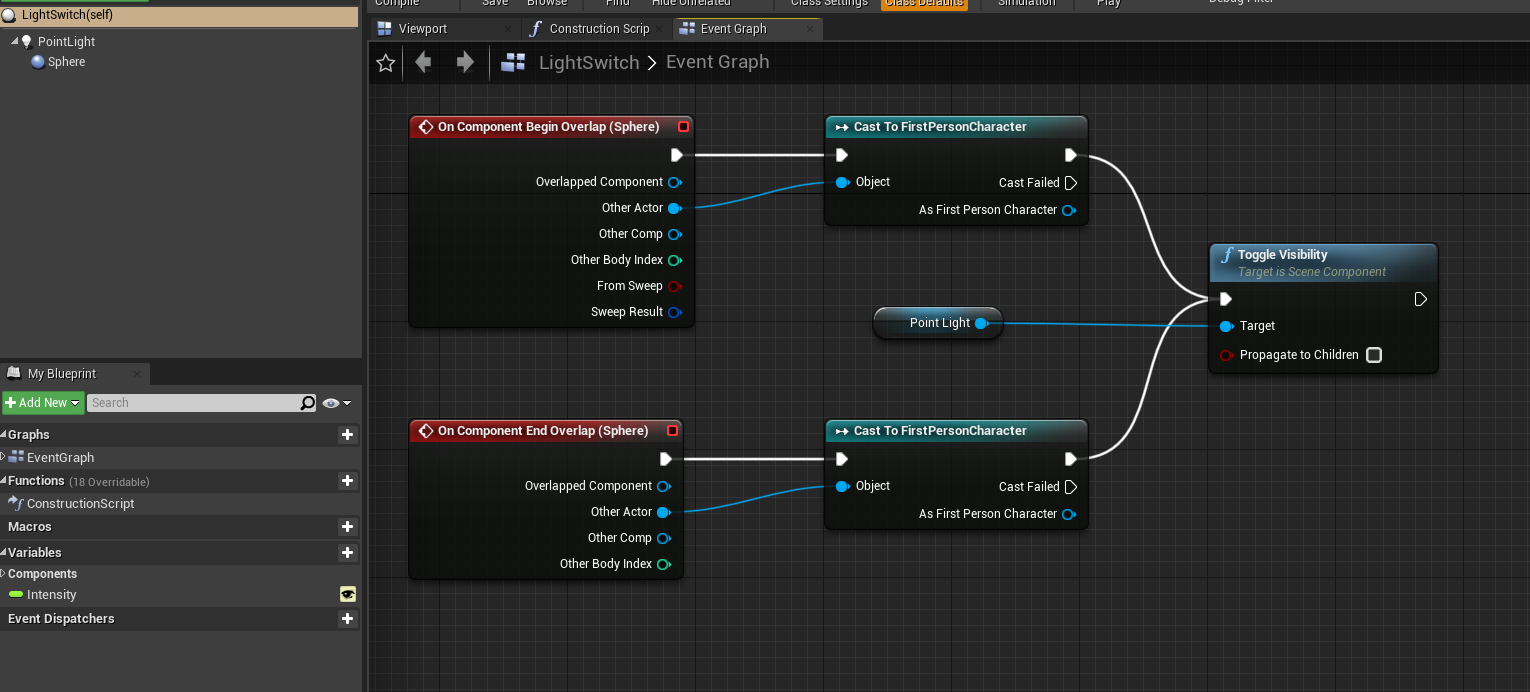 Compile
Save
Browse
Find
Hide Unrelated
Class Settings
Class Defaults
Simulation
Play
Debug Filter
LightSwitch(self)
PointLight
Sphere
Viewport
Construction Scrip
Event Graph
LightSwitch > Event Graph
On Component Begin Overlap (Sphere)
Overlapped Component
Other Actor
Other Comp
Other Body Index
From Sweep
Sweep Result
Cast To FirstPersonCharacter
Object
Cast Failed
As First Person Character
Point Light
Toggle Visibility
Target is Scene Component
Target
Propagate to Children
On Component End Overlap (Sphere)
Overlapped Component
Other Actor
Other Comp
Other Body Index
Cast To FirstPersonCharacter
Object
Cast Failed
As First Person Character
My Blueprint
Add New
Search
Graphs
EventGraph
Functions (18 Overridable)
ConstructionScript
Macros
Variables
Components
Intensity
Event Dispatchers